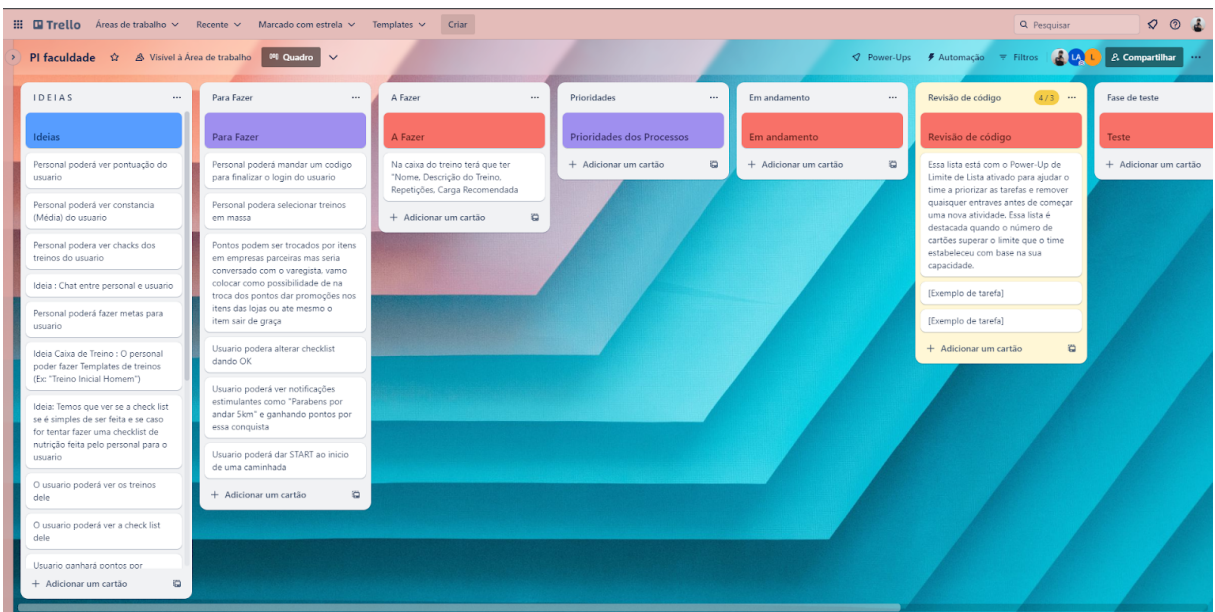 Trello
Áreas de trabalho
Recente
Marcado com estrela
Templates
Criar
Pesquisar
PI faculdade
Visível à Área de trabalho
Quadro
Power-Ups
Automação
Filtros
LA
L
Compartilhar
I D E I A S
Ideias
Personal poderá ver pontuação do
usuario
Personal poderá ver constancia
(Média) do usuario
Personal podera ver chacks dos
treinos do usuario
Ideia : Chat entre personal e usuario
Personal poderá fazer metas para
usuario
Ideia Caixa de Treino : O personal
poder fazer Templates de treinos
(Ex: "Treino Inicial Homem")
Ideia: Temos que ver se a check list
se é simples de ser feita e se caso
for tentar fazer uma checklist de
nutrição feita pelo personal para o
usuario
O usuario poderá ver os treinos
dele
O usuario poderá ver a check list
dele
Usuario ganhará pontos por
+ Adicionar um cartão
Para Fazer
Para Fazer
Personal poderá mandar um codigo
para finalizar o login do usuario
Personal podera selecionar treinos
em massa
Pontos podem ser trocados por itens
em empresas parceiras mas seria
conversado com o varegista. vamo
colocar como possibilidade de na
troca dos pontos dar promoções nos
itens das lojas ou ate mesmo o
item sair de graça
Usuario podera alterar checklist
dando OK
Usuario poderá ver notificações
estimulantes como "Parabens por
andar 5km" e ganhando pontos por
essa conquista
Usuario poderá dar START ao inicio
de uma caminhada
+ Adicionar um cartão
A Fazer
A Fazer
Na caixa do treino terá que ter
"Nome, Descrição do Treino,
Repetições, Carga Recomendada
+ Adicionar um cartão
Prioridades
Prioridades dos Processos
+ Adicionar um cartão
Em andamento
Em andamento
+ Adicionar um cartão
Revisão de código
4/3
Revisão de código
Essa lista está com o Power-Up de
Limite de Lista ativado para ajudar o
time a priorizar as tarefas e remover
quaisquer entraves antes de começar
uma nova atividade. Essa lista é
destacada quando o número de
cartões superar o limite que o time
estabeleceu com base na sua
capacidade.
[Exemplo de tarefa]
[Exemplo de tarefa]
+ Adicionar um cartão
Fase de teste
Teste
+ Adicionar um cartão